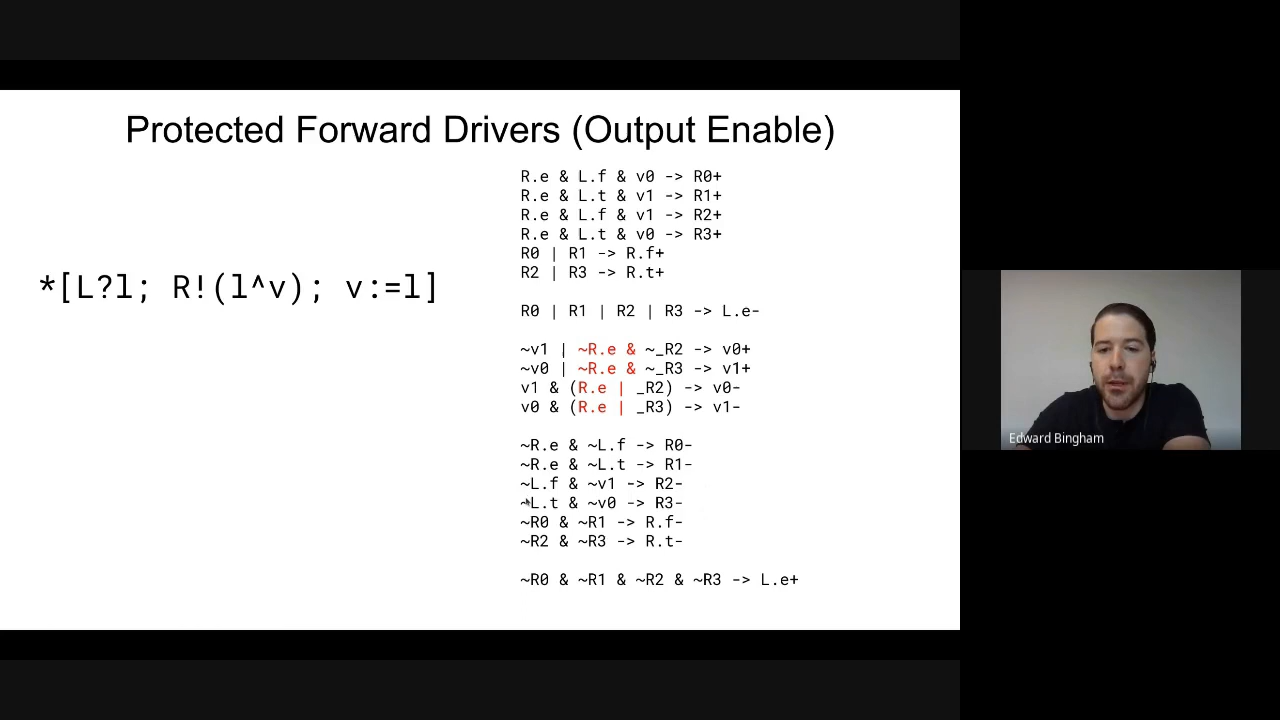 Protected Forward Drivers (Output Enable)
*[L?l; R!(l^v); v:=l]
R.e & L.f & v0 -> R0+
R.e & L.t & v1 -> R1+
R.e & L.f & v1 -> R2+
R.e & L.t & v0 -> R3+
R0 | R1 -> R.f+
R2 | R3 -> R.t+
R0 | R1 | R2 | R3 -> L.e-
~v1 | ~R.e & ~_R2 -> v0+
~v0 | ~R.e & ~_R3 -> v1+
v1 & (R.e | _R2) -> v0-
v0 & (R.e | _R3) -> v1-
~R.e & ~L.f -> R0-
~R.e & ~L.t -> R1-
~L.f & ~v1 -> R2-
~L.t & ~v0 -> R3-
~R0 & ~R1 -> R.f-
~R2 & ~R3 -> R.t-
~R0 & ~R1 & ~R2 & ~R3 -> L.e+
Edward Bingham